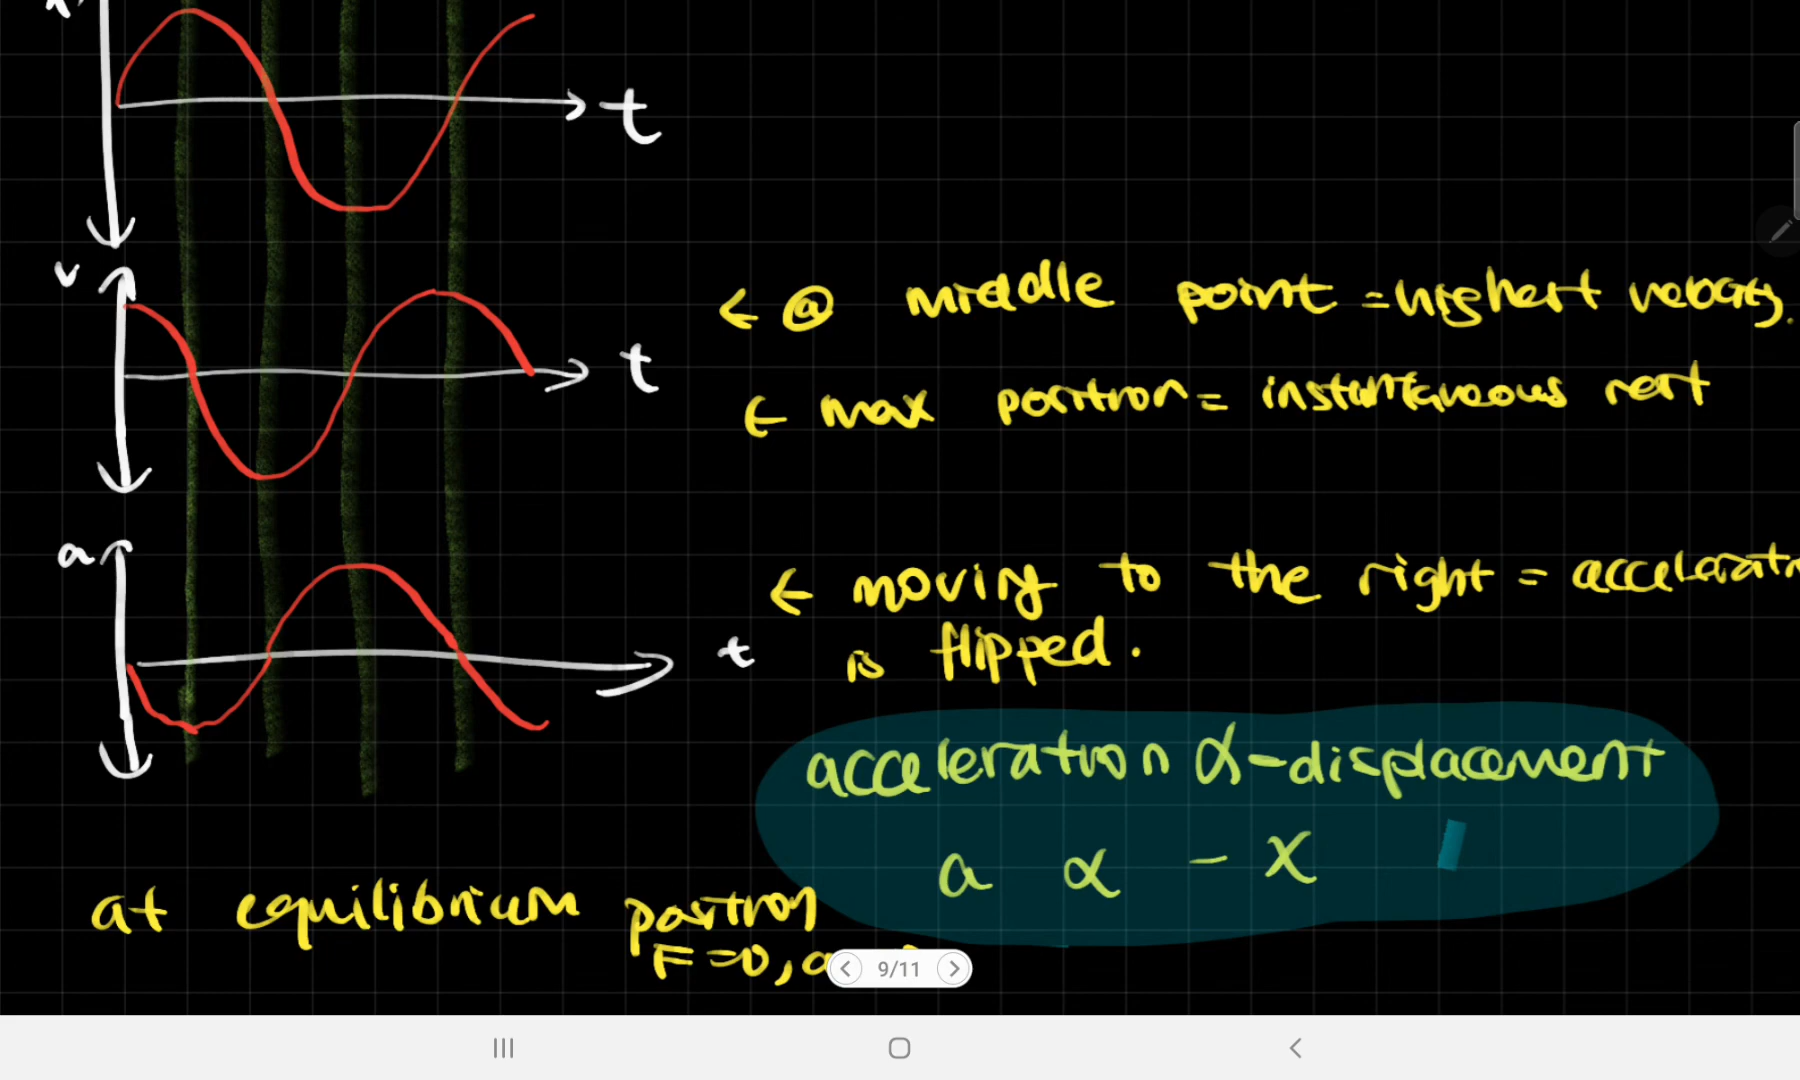 x
t
v
← @ middle point = highest velocity.
t
← max position = instantaneous rest
a
← moving to the right = accelerat
t
is flipped.
acceleration α - displacement
a α - x
at equilibrium position
F = 0, a
9/11